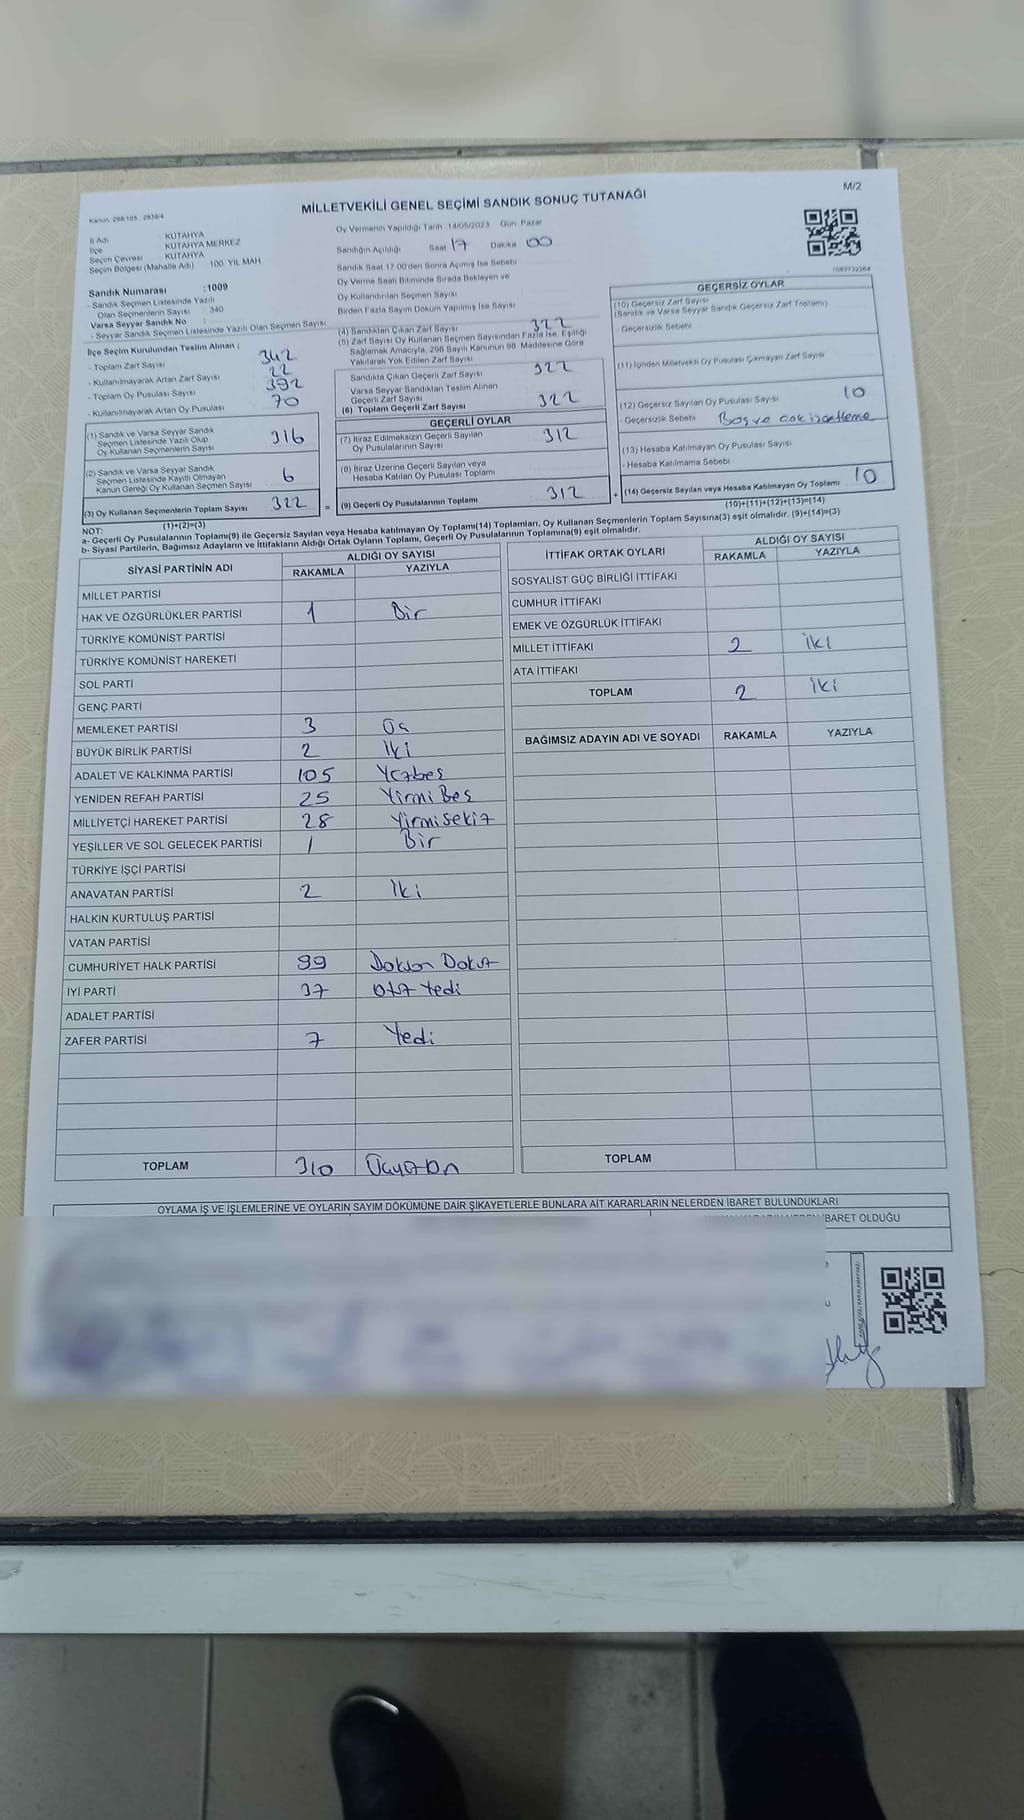 M/2
MİLLETVEKİLİ GENEL SEÇİMİ SANDIK SONUÇ TUTANAĞI
Kanun: 298/105 , 2839/4
İl Adı : KÜTAHYA
İlçe : KÜTAHYA MERKEZ
Seçim Çevresi : KÜTAHYA
Seçim Bölgesi (Mahalle Adı) : 100. YIL MAH
Sandık Numarası :1009
- Sandık Seçmen Listesinde Yazılı
Olan Seçmenlerin Sayısı : 340
Varsa Seyyar Sandık No :
- Seyyar Sandık Seçmen Listesinde Yazılı Olan Seçmen Sayısı
İlçe Seçim Kurulundan Teslim Alınan :
- Toplam Zarf Sayısı 342
- Kullanılmayarak Artan Zarf Sayısı 22
- Toplam Oy Pusulası Sayısı 392
- Kullanılmayarak Artan Oy Pusulası 70
(1) Sandık ve Varsa Seyyar Sandık
Seçmen Listesinde Yazılı Olup
Oy Kullanan Seçmenlerin Sayısı 316
(2) Sandık ve Varsa Seyyar Sandık
Seçmen Listesinde Kayıtlı Olmayan
Kanun Gereği Oy Kullanan Seçmen Sayısı 6
(3) Oy Kullanan Seçmenlerin Toplam Sayısı 322
(1)+(2)=(3)
Oy Vermenin Yapıldığı Tarih :14/05/2023 Gün: Pazar
Sandığın Açıldığı Saat 17 Dakika 00
Sandık Saat 17:00'den Sonra Açılmış İse Sebebi
Oy Verme Saati Bitiminde Sırada Bekleyen ve
Oy Kullandırılan Seçmen Sayısı
Birden Fazla Sayım Döküm Yapılmış İse Sayısı
(4) Sandıktan Çıkan Zarf Sayısı 322
(5) Zarf Sayısı Oy Kullanan Seçmen Sayısından Fazla İse, Eşitliği
Sağlamak Amacıyla, 298 Sayılı Kanunun 98. Maddesine Göre
Yakılarak Yok Edilen Zarf Sayısı
Sandıkta Çıkan Geçerli Zarf Sayısı 322
Varsa Seyyar Sandıktan Teslim Alınan
Geçerli Zarf Sayısı
(6) Toplam Geçerli Zarf Sayısı 322
GEÇERLİ OYLAR
(7) İtiraz Edilmeksizin Geçerli Sayılan
Oy Pusulalarının Sayısı 312
(8) İtiraz Üzerine Geçerli Sayılan veya
Hesaba Katılan Oy Pusulası Toplamı
= (9) Geçerli Oy Pusulalarının Toplamı 312
1083732264
GEÇERSİZ OYLAR
(10) Geçersiz Zarf Sayısı
(Sandık ve Varsa Seyyar Sandık Geçersiz Zarf Toplamı)
- Geçersizlik Sebebi
(11) İçinden Milletvekili Oy Pusulası Çıkmayan Zarf Sayısı
(12) Geçersiz Sayılan Oy Pusulası Sayısı 10
- Geçersizlik Sebebi Boş ve
(13) Hesaba Katılmayan Oy Pusulası Sayısı
- Hesaba Katılmama Sebebi
+ (14) Geçersiz Sayılan veya Hesaba Katılmayan Oy Toplamı 10
(10)+(11)+(12)+(13)=(14)
NOT:
a- Geçerli Oy Pusulalarının Toplamı(9) ile Geçersiz Sayılan veya Hesaba katılmayan Oy Toplamı(14) Toplamları, Oy Kullanan Seçmenlerin Toplam Sayısına(3) eşit olmalıdır. (9)+(14)=(3)
b- Siyasi Partilerin, Bağımsız Adayların ve İttifakların Aldığı Ortak Oyların Toplamı, Geçerli Oy Pusulalarının Toplamına(9) eşit olmalıdır.
SİYASİ PARTİNİN ADI ALDIĞI OY SAYISI
RAKAMLA YAZIYLA
MİLLET PARTİSİ
HAK VE ÖZGÜRLÜKLER PARTİSİ 1 Bir
TÜRKİYE KOMÜNİST PARTİSİ
TÜRKİYE KOMÜNİST HAREKETİ
SOL PARTİ
GENÇ PARTİ
MEMLEKET PARTİSİ 3 Üç
BÜYÜK BİRLİK PARTİSİ 2 İki
ADALET VE KALKINMA PARTİSİ 105 Yüzbeş
YENİDEN REFAH PARTİSİ 25 Yirmi Beş
MİLLİYETÇİ HAREKET PARTİSİ 28 Yirmi sekiz
YEŞİLLER VE SOL GELECEK PARTİSİ 1 Bir
TÜRKİYE İŞÇİ PARTİSİ
ANAVATAN PARTİSİ 2 İki
HALKIN KURTULUŞ PARTİSİ
VATAN PARTİSİ
CUMHURİYET HALK PARTİSİ 99 Doksan Dokuz
İYİ PARTİ 37 Otuz Yedi
ADALET PARTİSİ
ZAFER PARTİSİ 7 Yedi
TOPLAM 310 Üçyüz On
İTTİFAK ORTAK OYLARI ALDIĞI OY SAYISI
RAKAMLA YAZIYLA
SOSYALİST GÜÇ BİRLİĞİ İTTİFAKI
CUMHUR İTTİFAKI
EMEK VE ÖZGÜRLÜK İTTİFAKI
MİLLET İTTİFAKI 2 İki
ATA İTTİFAKI
TOPLAM 2 İki
BAĞIMSIZ ADAYIN ADI VE SOYADI RAKAMLA YAZIYLA
TOPLAM
OYLAMA İŞ VE İŞLEMLERİNE VE OYLARIN SAYIM DÖKÜMÜNE DAİR ŞİKAYETLERLE BUNLARA AİT KARARLARIN NELERDEN İBARET BULUNDUKLARI
İBARET OLDUĞU